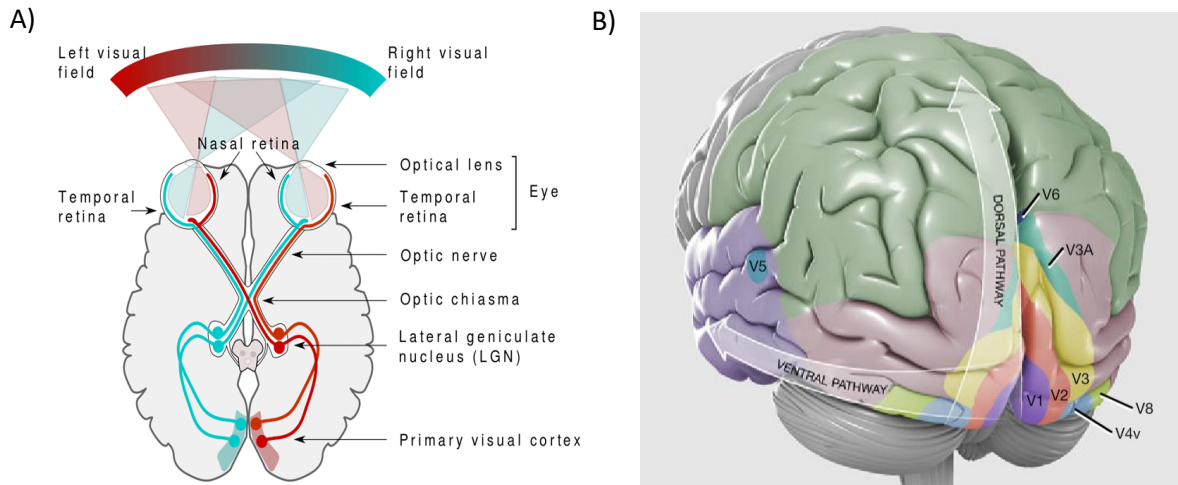 A)
Left visual
field
Right visual
field
Nasal retina
Optical lens
Eye
Temporal
retina
Temporal
retina
Optic nerve
Optic chiasma
Lateral geniculate
nucleus (LGN)
Primary visual cortex
B)
V6
DORSAL PATHWAY
V3A
V5
VENTRAL PATHWAY
V3
V1
V2
V8
V4v